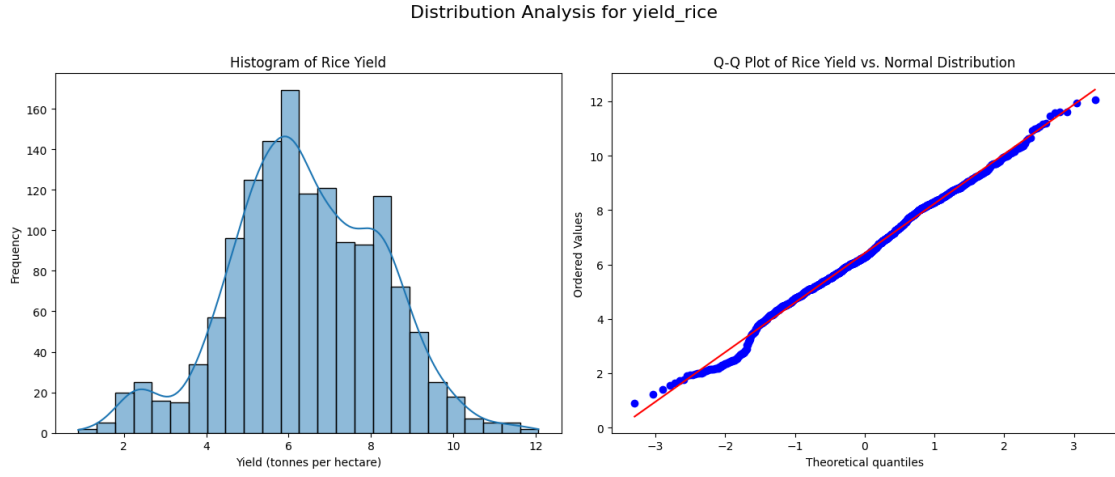 Distribution Analysis for yield_rice
Histogram of Rice Yield
Frequency
160
140
120
100
80
60
40
20
0
2 4 6 8 10 12
Yield (tonnes per hectare)
Q-Q Plot of Rice Yield vs. Normal Distribution
Ordered Values
12
10
8
6
4
2
0
−3 −2 −1 0 1 2 3
Theoretical quantiles